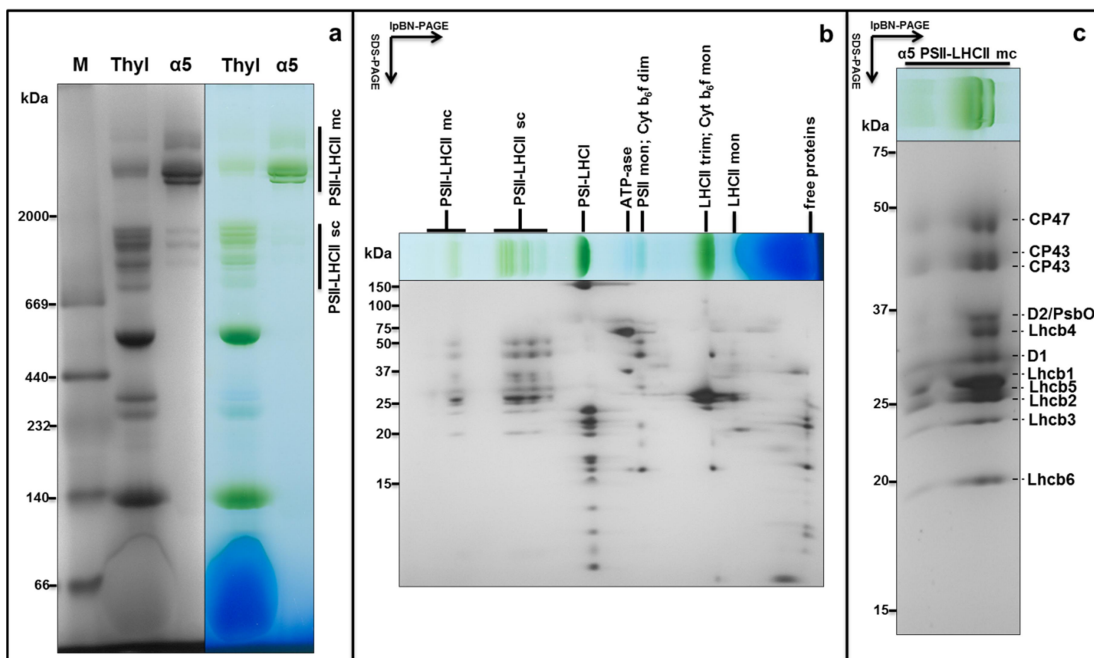 a
M Thyl α5 Thyl α5
kDa
2000
669
440
232
140
66
PSII-LHCII mc
PSII-LHCII sc
b
lpBN-PAGE
SDS-PAGE
PSII-LHCII mc
PSII-LHCII sc
PSI-LHCI
ATP-ase
PSII mon; Cyt b₆f dim
LHCII trim; Cyt b₆f mon
LHCII mon
free proteins
kDa
150
100
75
50
37
25
20
15
c
lpBN-PAGE
SDS-PAGE
α5 PSII-LHCII mc
kDa
75
50
37
25
20
15
CP47
CP43
CP43
D2/PsbO
Lhcb4
D1
Lhcb1
Lhcb5
Lhcb2
Lhcb3
Lhcb6